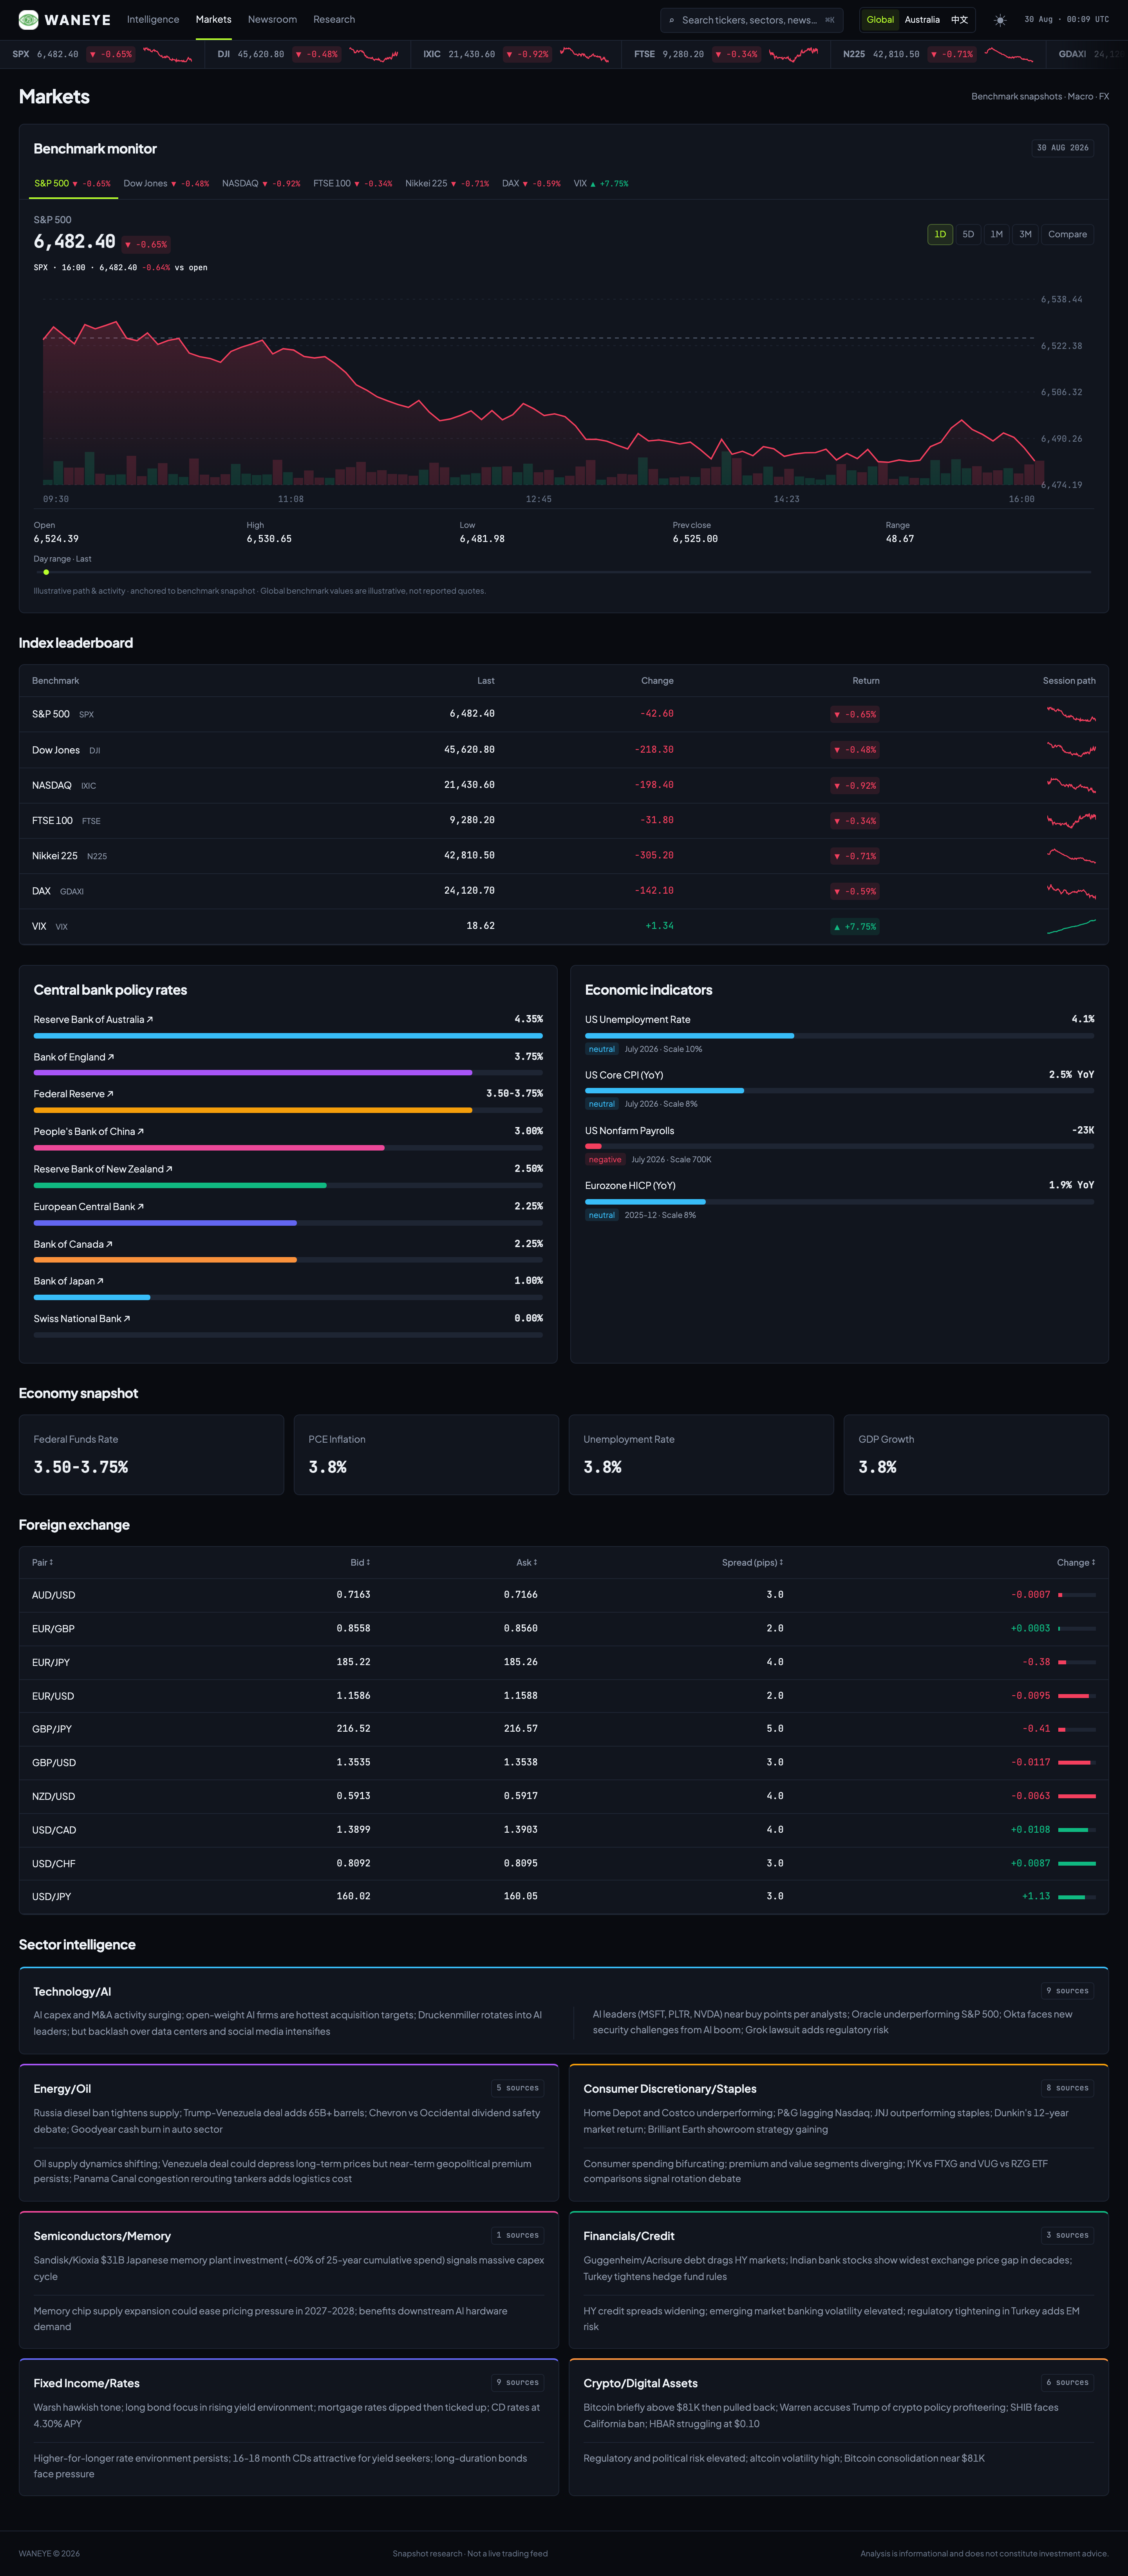 WANEYE Intelligence Markets Newsroom Research Search tickers, sectors, news... ⌘K Global Australia 中文 30 Aug · 00:09 UTC
SPX 6,482.40 ▼ -0.65% DJI 45,620.80 ▼ -0.48% IXIC 21,430.60 ▼ -0.92% FTSE 9,280.20 ▼ -0.34% N225 42,810.50 ▼ -0.71% GDAXI
Markets
Benchmark snapshots · Macro · FX
Benchmark monitor
30 AUG 2026
S&P 500 ▼ -0.65% Dow Jones ▼ -0.48% NASDAQ ▼ -0.92% FTSE 100 ▼ -0.34% Nikkei 225 ▼ -0.71% DAX ▼ -0.59% VIX ▲ +7.75%
S&P 500
6,482.40 ▼ -0.65%
1D 5D 1M 3M Compare
SPX · 16:00 · 6,482.40 -0.64% vs open
6,538.44
6,522.38
6,506.32
6,490.26
6,474.19
09:30 11:08 12:45 14:23 16:00
Open High Low Prev close Range
6,524.39 6,530.65 6,481.98 6,525.00 48.67
Day range · Last
Illustrative path & activity · anchored to benchmark snapshot · Global benchmark values are illustrative, not reported quotes.
Index leaderboard
Benchmark Last Change Return Session path
S&P 500 SPX 6,482.40 -42.60 ▼ -0.65%
Dow Jones DJI 45,620.80 -218.30 ▼ -0.48%
NASDAQ IXIC 21,430.60 -198.40 ▼ -0.92%
FTSE 100 FTSE 9,280.20 -31.80 ▼ -0.34%
Nikkei 225 N225 42,810.50 -305.20 ▼ -0.71%
DAX GDAXI 24,120.70 -142.10 ▼ -0.59%
VIX VIX 18.62 +1.34 ▲ +7.75%
Central bank policy rates
Reserve Bank of Australia ↗ 4.35%
Bank of England ↗ 3.75%
Federal Reserve ↗ 3.50-3.75%
People's Bank of China ↗ 3.00%
Reserve Bank of New Zealand ↗ 2.50%
European Central Bank ↗ 2.25%
Bank of Canada ↗ 2.25%
Bank of Japan ↗ 1.00%
Swiss National Bank ↗ 0.00%
Economic indicators
US Unemployment Rate 4.1%
neutral July 2026 · Scale 10%
US Core CPI (YoY) 2.5% YoY
neutral July 2026 · Scale 8%
US Nonfarm Payrolls -23K
negative July 2026 · Scale 700K
Eurozone HICP (YoY) 1.9% YoY
neutral 2025-12 · Scale 8%
Economy snapshot
Federal Funds Rate PCE Inflation Unemployment Rate GDP Growth
3.50-3.75% 3.8% 3.8% 3.8%
Foreign exchange
Pair ↕ Bid ↕ Ask ↕ Spread (pips) ↕ Change ↕
AUD/USD 0.7163 0.7166 3.0 -0.0007
EUR/GBP 0.8558 0.8560 2.0 +0.0003
EUR/JPY 185.22 185.26 4.0 -0.38
EUR/USD 1.1586 1.1588 2.0 -0.0095
GBP/JPY 216.52 216.57 5.0 -0.41
GBP/USD 1.3535 1.3538 3.0 -0.0117
NZD/USD 0.5913 0.5917 4.0 -0.0063
USD/CAD 1.3899 1.3903 4.0 +0.0108
USD/CHF 0.8092 0.8095 3.0 +0.0087
USD/JPY 160.02 160.05 3.0 +1.13
Sector intelligence
Technology/AI 9 sources
AI capex and M&A activity surging; open-weight AI firms are hottest acquisition targets; Druckenmiller rotates into AI
leaders; but backlash over data centers and social media intensifies
AI leaders (MSFT, PLTR, NVDA) near buy points per analysts; Oracle underperforming S&P 500; Okta faces new
security challenges from AI boom; Grok lawsuit adds regulatory risk
Energy/Oil 5 sources
Russia diesel ban tightens supply; Trump-Venezuela deal adds 65B+ barrels; Chevron vs Occidental dividend safety
debate; Goodyear cash burn in auto sector
Oil supply dynamics shifting; Venezuela deal could depress long-term prices but near-term geopolitical premium
persists; Panama Canal congestion rerouting tankers adds logistics cost
Consumer Discretionary/Staples 8 sources
Home Depot and Costco underperforming; P&G lagging Nasdaq; JNJ outperforming staples; Dunkin's 12-year
market return; Brilliant Earth showroom strategy gaining
Consumer spending bifurcating; premium and value segments diverging; IYK vs FTXG and VUG vs RZG ETF
comparisons signal rotation debate
Semiconductors/Memory 1 sources
Sandisk/Kioxia $31B Japanese memory plant investment (~60% of 25-year cumulative spend) signals massive capex
cycle
Memory chip supply expansion could ease pricing pressure in 2027-2028; benefits downstream AI hardware
demand
Financials/Credit 3 sources
Guggenheim/Acrisure debt drags HY markets; Indian bank stocks show widest exchange price gap in decades;
Turkey tightens hedge fund rules
HY credit spreads widening; emerging market banking volatility elevated; regulatory tightening in Turkey adds EM
risk
Fixed Income/Rates 9 sources
Warsh hawkish tone; long bond focus in rising yield environment; mortgage rates dipped then ticked up; CD rates at
4.30% APY
Higher-for-longer rate environment persists; 16-18 month CDs attractive for yield seekers; long-duration bonds
face pressure
Crypto/Digital Assets 6 sources
Bitcoin briefly above $81K then pulled back; Warren accuses Trump of crypto policy profiteering; SHIB faces
California ban; HBAR struggling at $0.10
Regulatory and political risk elevated; altcoin volatility high; Bitcoin consolidation near $81K
WANEYE © 2026 Snapshot research · Not a live trading feed Analysis is informational and does not constitute investment advice.